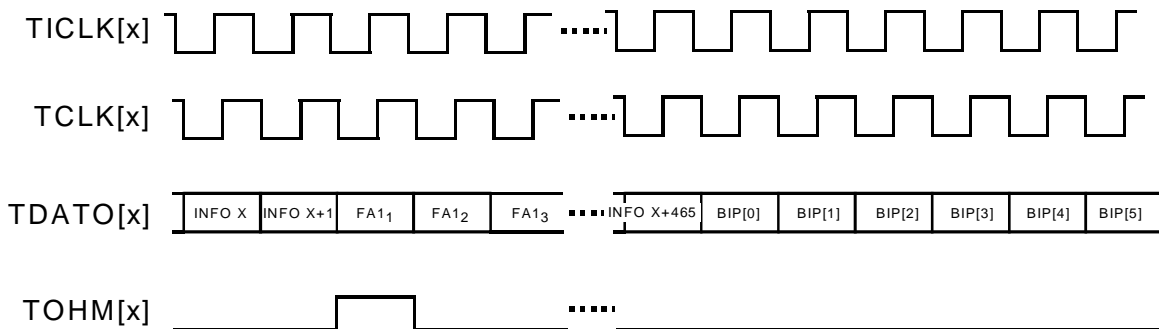 TICLK[x]
TCLK[x]
TDATO[x] INFO X INFO X+1 FA1₁ FA1₂ FA1₃ INFO X+465 BIP[0] BIP[1] BIP[2] BIP[3] BIP[4] BIP[5]
TOHM[x]